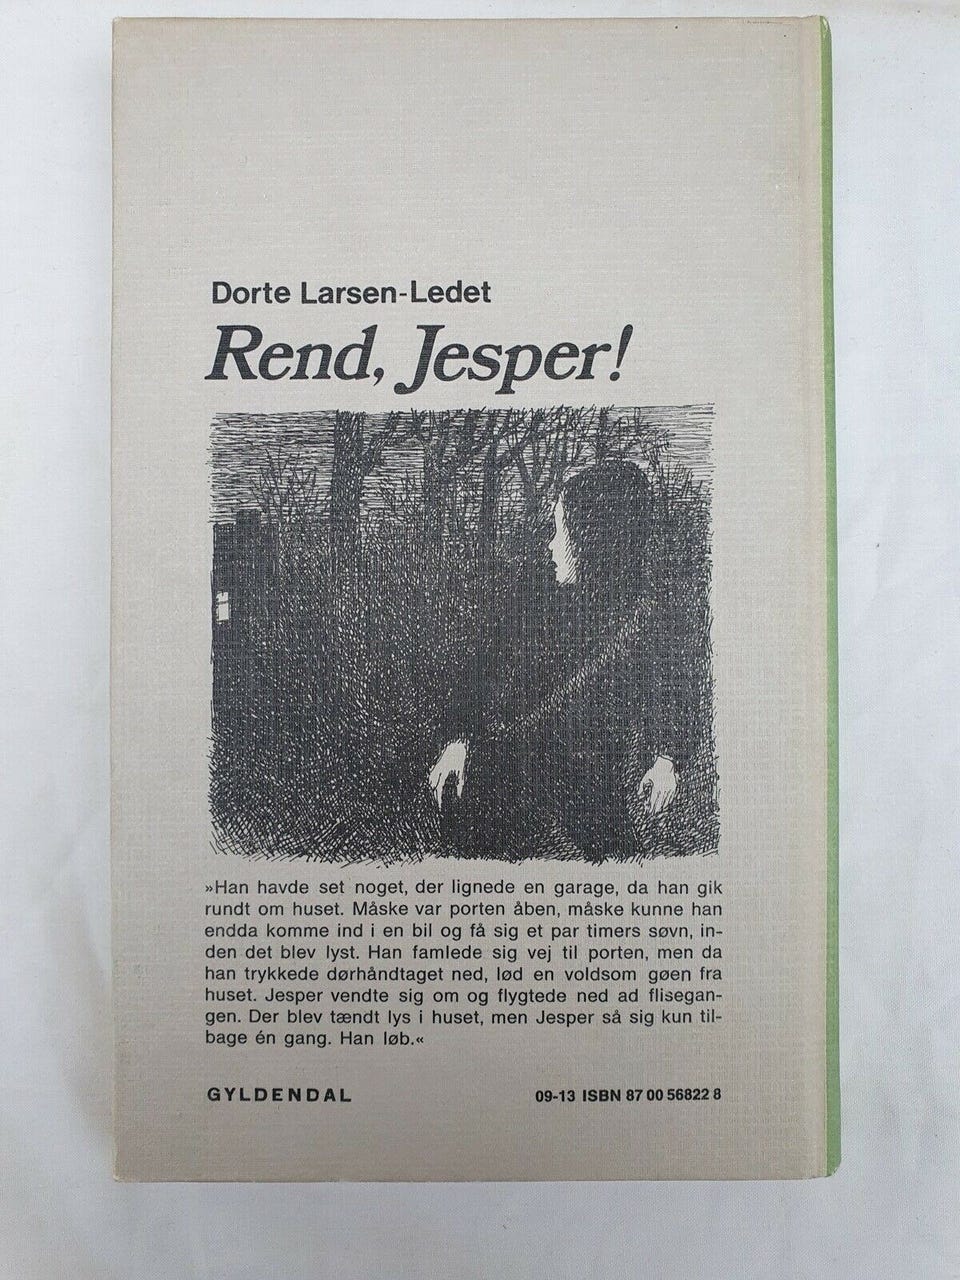 Dorte Larsen-Ledet
Rend, Jesper!
»Han havde set noget, der lignede en garage, da han gik
rundt om huset. Måske var porten åben, måske kunne han
endda komme ind i en bil og få sig et par timers søvn, in-
den det blev lyst. Han famlede sig vej til porten, men da
han trykkede dørhåndtaget ned, lød en voldsom gøen fra
huset. Jesper vendte sig om og flygtede ned ad flisegan-
gen. Der blev tændt lys i huset, men Jesper så sig kun til-
bage én gang. Han løb.«
GYLDENDAL
09-13 ISBN 87 00 56822 8